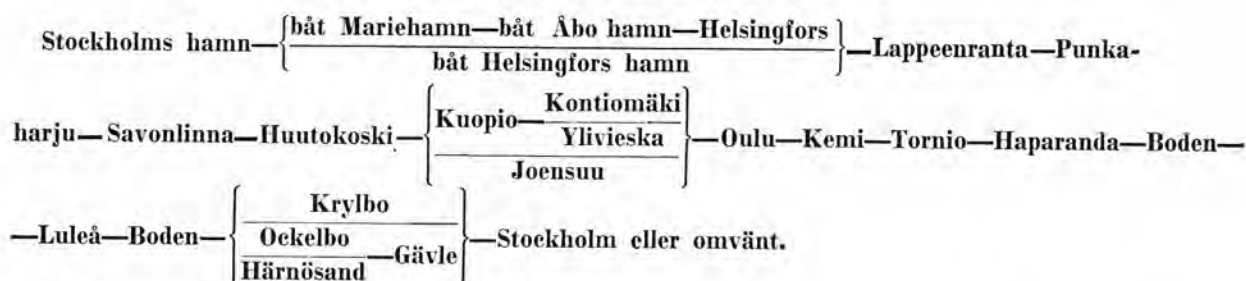 båt Mariehamn—båt Åbo hamn—Helsingfors
Stockholms hamn—{ }—Lappeenranta—Punka-
båt Helsingfors hamn
Kontiomäki
harju—Savonlinna—Huutokoski—{Kuopio— }—Oulu—Kemi—Tornio—Haparanda—Boden—
Ylivieska
Joensuu
Krylbo
—Luleå—Boden—{Ockelbo —Gävle}—Stockholm eller omvänt.
Härnösand